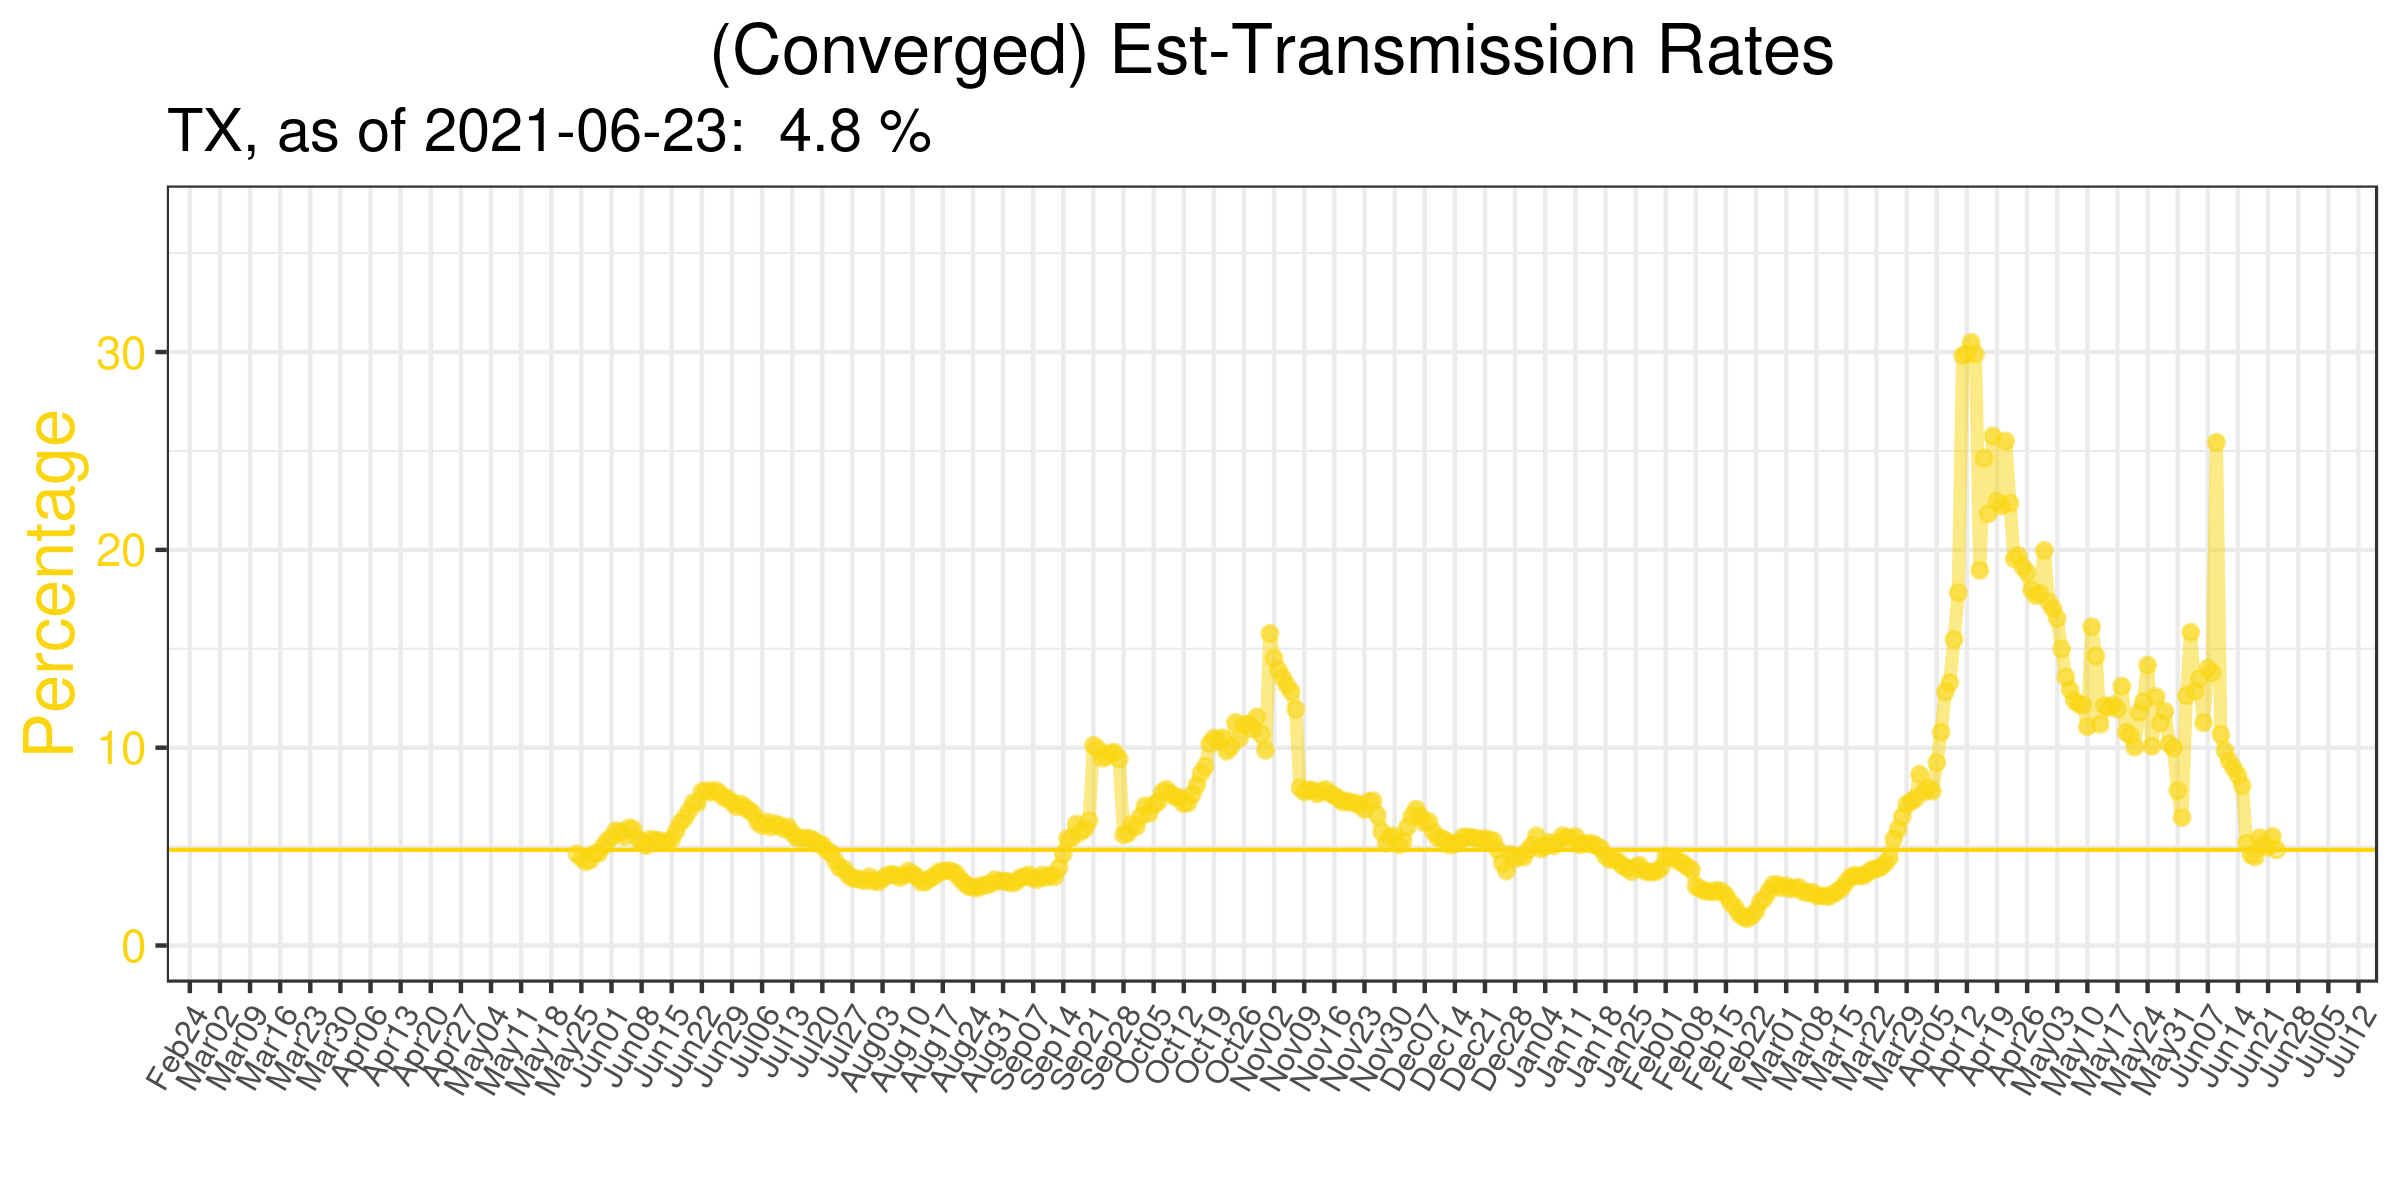 (Converged) Est-Transmission Rates
TX, as of 2021-06-23:  4.8 %
Percentage
30
20
10
0
Feb24
Mar02
Mar09
Mar16
Mar23
Mar30
Apr06
Apr13
Apr20
Apr27
May04
May11
May18
May25
Jun01
Jun08
Jun15
Jun22
Jun29
Jul06
Jul13
Jul20
Jul27
Aug03
Aug10
Aug17
Aug24
Aug31
Sep07
Sep14
Sep21
Sep28
Oct05
Oct12
Oct19
Oct26
Nov02
Nov09
Nov16
Nov23
Nov30
Dec07
Dec14
Dec21
Dec28
Jan04
Jan11
Jan18
Jan25
Feb01
Feb08
Feb15
Feb22
Mar01
Mar08
Mar15
Mar22
Mar29
Apr05
Apr12
Apr19
Apr26
May03
May10
May17
May24
May31
Jun07
Jun14
Jun21
Jun28
Jul05
Jul12